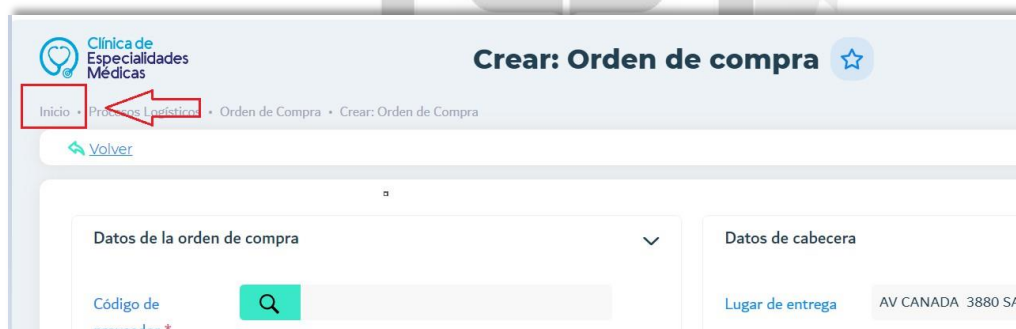 Clínica de
Especialidades
Médicas
Crear: Orden de compra
Inicio • Procesos Logísticos • Orden de Compra • Crear: Orden de Compra
Volver
Datos de la orden de compra
Datos de cabecera
Código de
Lugar de entrega
AV CANADA 3880 SA